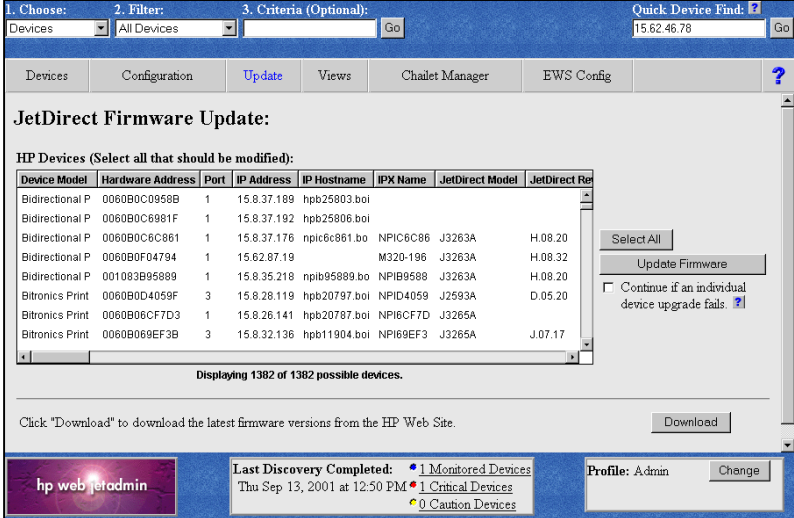 1. Choose: 2. Filter: 3. Criteria (Optional): Quick Device Find: ?
Devices All Devices Go 15.62.46.78 Go
Devices Configuration Update Views Chailet Manager EWS Config ?
JetDirect Firmware Update:
HP Devices (Select all that should be modified):
Device Model Hardware Address Port IP Address IP Hostname IPX Name JetDirect Model JetDirect Re
Bidirectional P 0060B0C0958B 1 15.8.37.189 hpb25803.boi
Bidirectional P 0060B0C6981F 1 15.8.37.192 hpb25806.boi
Bidirectional P 0060B0C6C861 1 15.8.37.176 npic6c861.bo NPIC6C86 J3263A H.08.20
Bidirectional P 0060B0F04794 1 15.62.87.19 M320-196 J3263A H.08.32
Bidirectional P 001083B95889 1 15.8.35.218 npib95889.bo NPIB9588 J3263A H.08.20
Bitronics Print 0060B0D4059F 3 15.8.28.119 hpb20797.boi NPID4059 J2593A D.05.20
Bitronics Print 0060B06CF7D3 1 15.8.26.141 hpb20787.boi NPI6CF7D J3265A
Bitronics Print 0060B069EF3B 3 15.8.32.136 hpb11904.boi NPI69EF3 J3265A J.07.17
Select All
Update Firmware
Continue if an individual
device upgrade fails. ?
Displaying 1382 of 1382 possible devices.
Click "Download" to download the latest firmware versions from the HP Web Site. Download
hp web jetadmin
Last Discovery Completed: 1 Monitored Devices
Thu Sep 13, 2001 at 12:50 PM 1 Critical Devices
0 Caution Devices
Profile: Admin Change